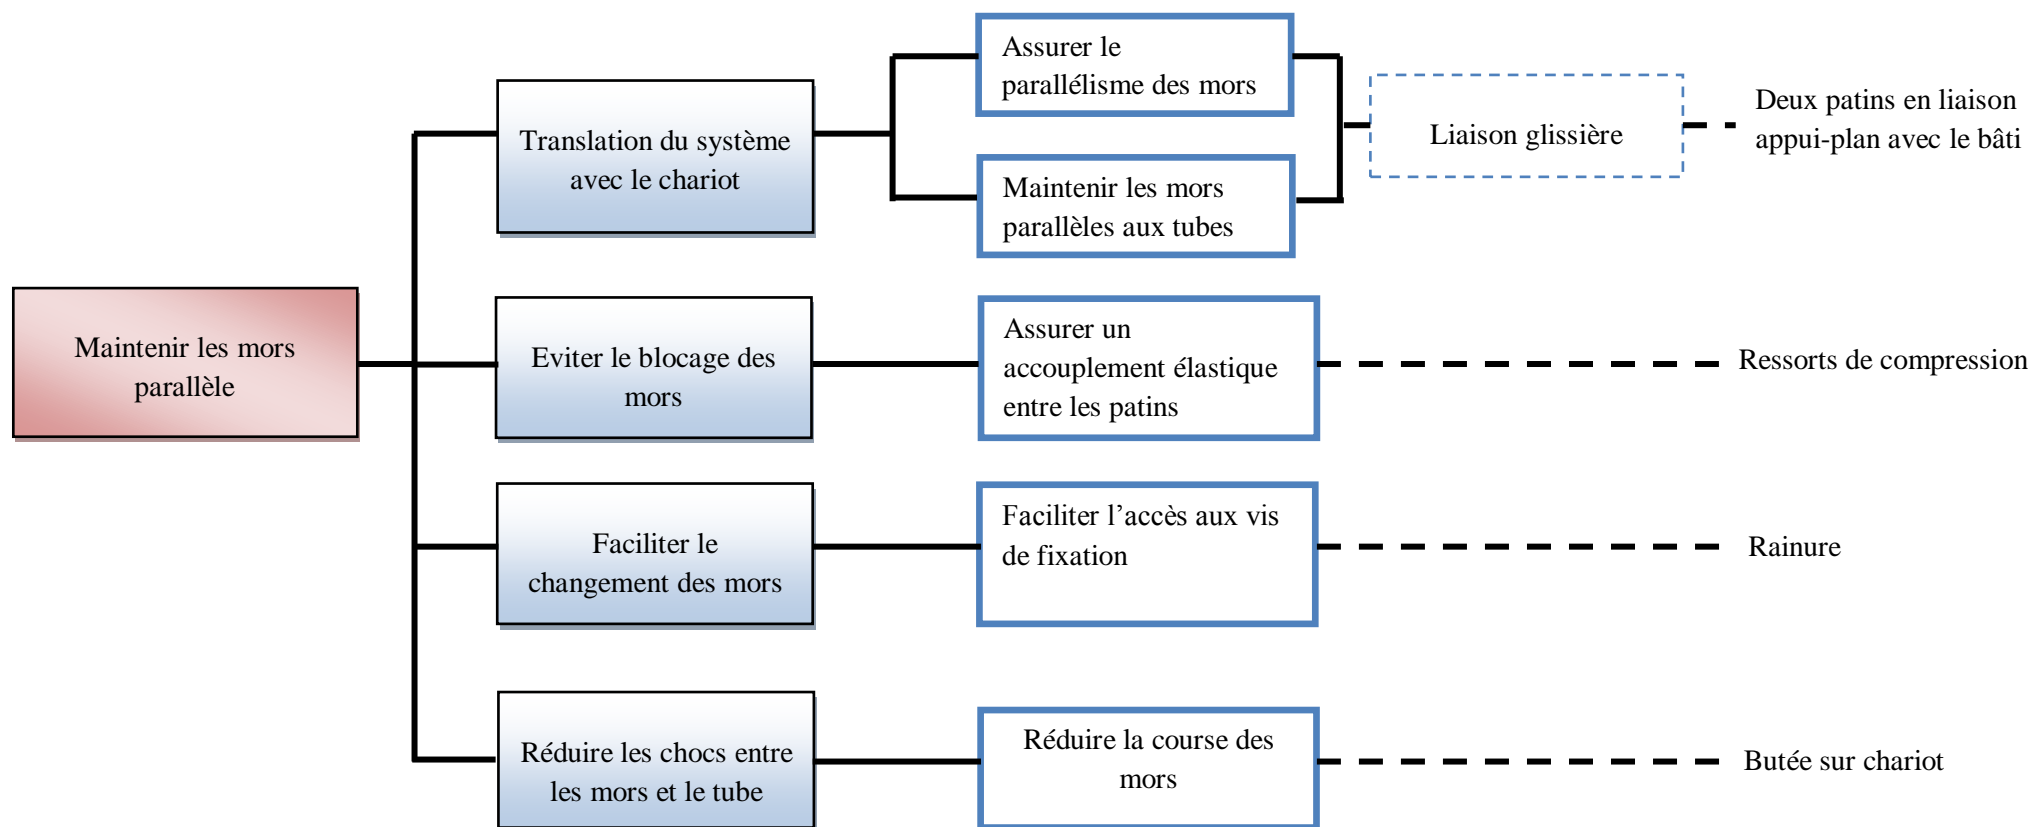 Assurer le
parallélisme des mors
Translation du système
avec le chariot
Liaison glissière
Deux patins en liaison
appui-plan avec le bâti
Maintenir les mors
parallèles aux tubes
Maintenir les mors
parallèle
Eviter le blocage des
mors
Assurer un
accouplement élastique
entre les patins
Ressorts de compression
Faciliter le
changement des mors
Faciliter l’accès aux vis
de fixation
Rainure
Réduire les chocs entre
les mors et le tube
Réduire la course des
mors
Butée sur chariot